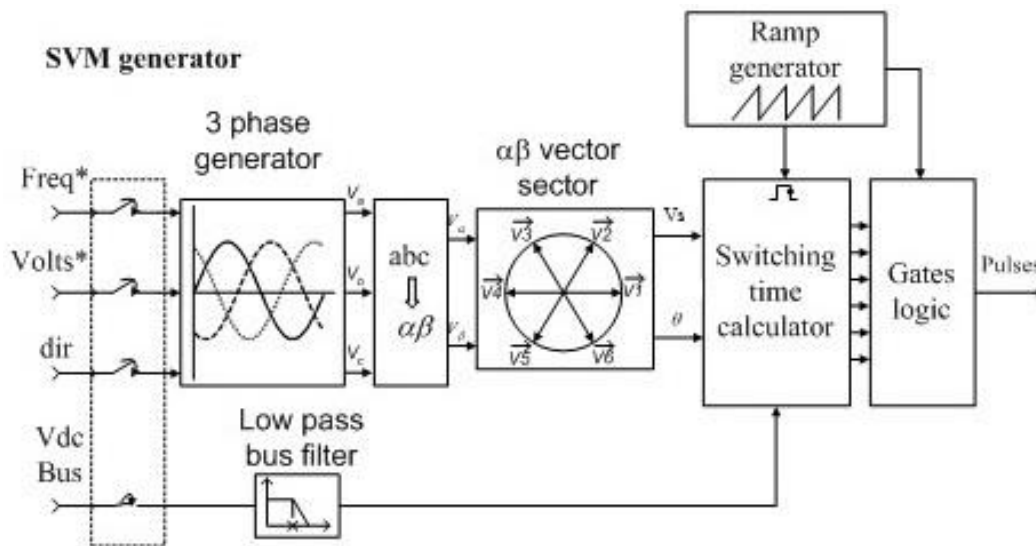 SVM generator
Ramp
generator
3 phase
generator
αβ vector
sector
Freq*
Volts*
dir
Vdc
Bus
Va
Vb
Vc
abc
αβ
Vα
Vβ
V3
V2
V4
V1
V5
V6
Vs
θ
Switching
time
calculator
Gates
logic
Pulses
Low pass
bus filter